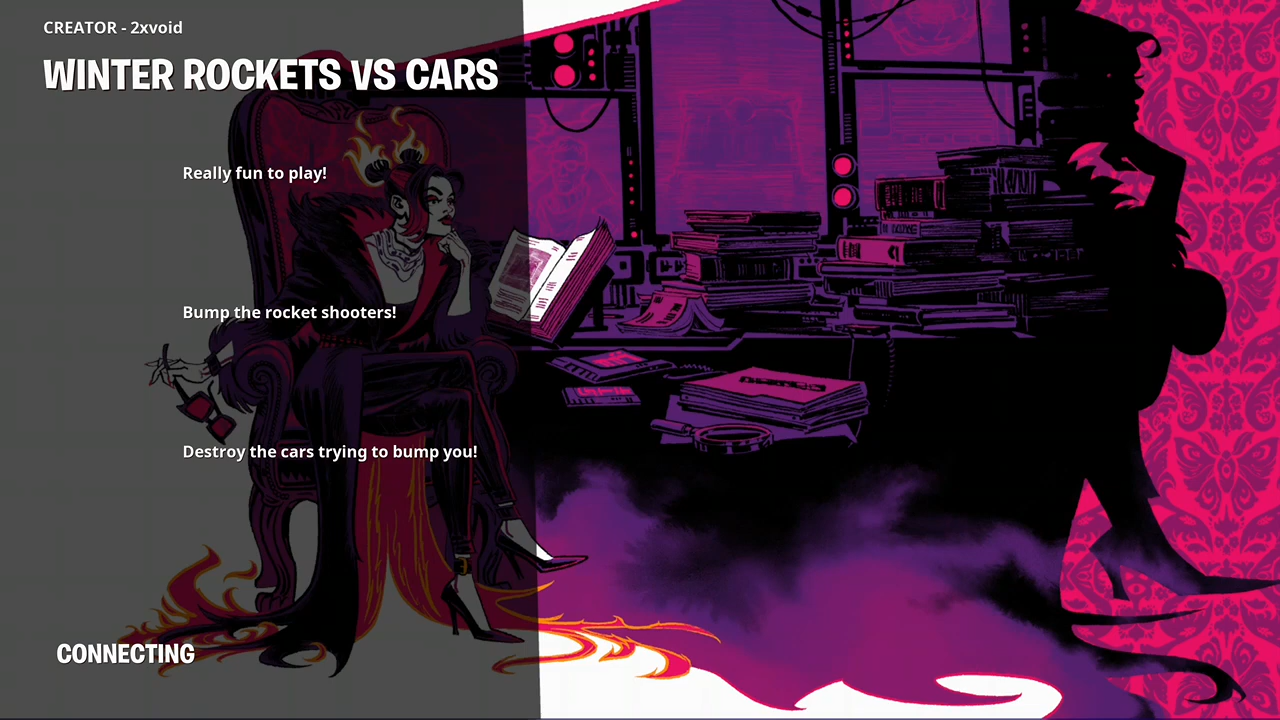 CREATOR - 2xvoid
WINTER ROCKETS VS CARS
Really fun to play!
Bump the rocket shooters!
Destroy the cars trying to bump you!
CONNECTING